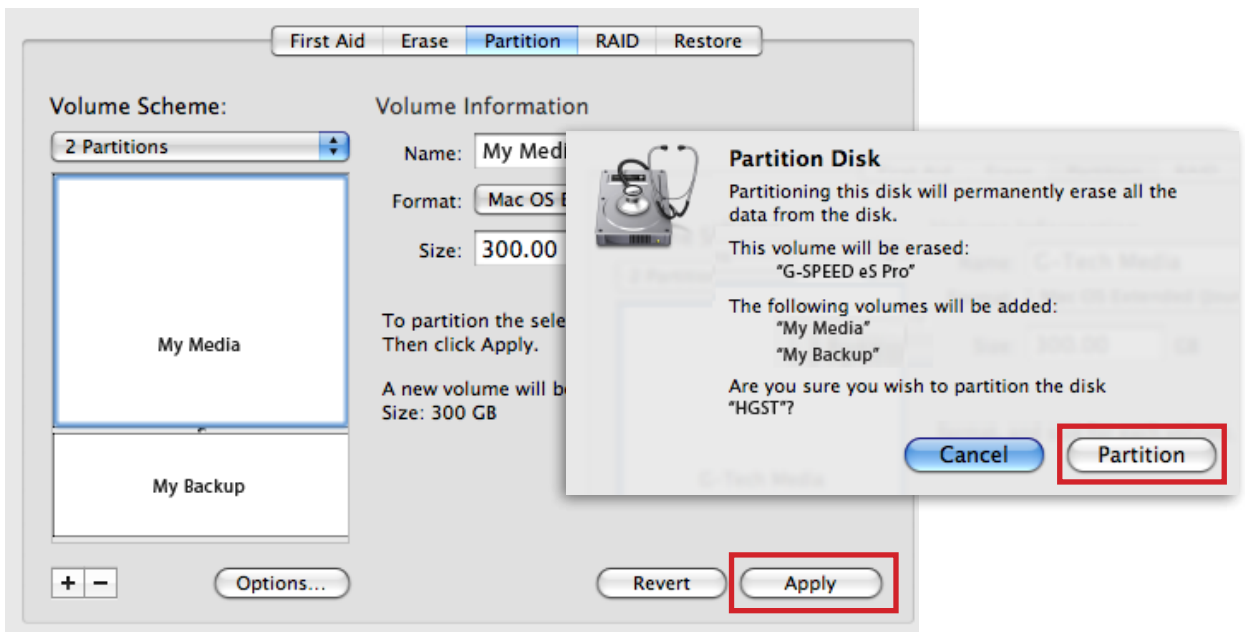 First Aid Erase Partition RAID Restore
Volume Scheme:
2 Partitions
My Media
My Backup
+ −
Options...
Volume Information
Name: My Medi
Format: Mac OS E
Size: 300.00
To partition the sele
Then click Apply.
A new volume will b
Size: 300 GB
Revert
Apply
Partition Disk
Partitioning this disk will permanently erase all the
data from the disk.
This volume will be erased:
“G-SPEED eS Pro”
The following volumes will be added:
“My Media”
“My Backup”
Are you sure you wish to partition the disk
“HGST”?
Cancel
Partition